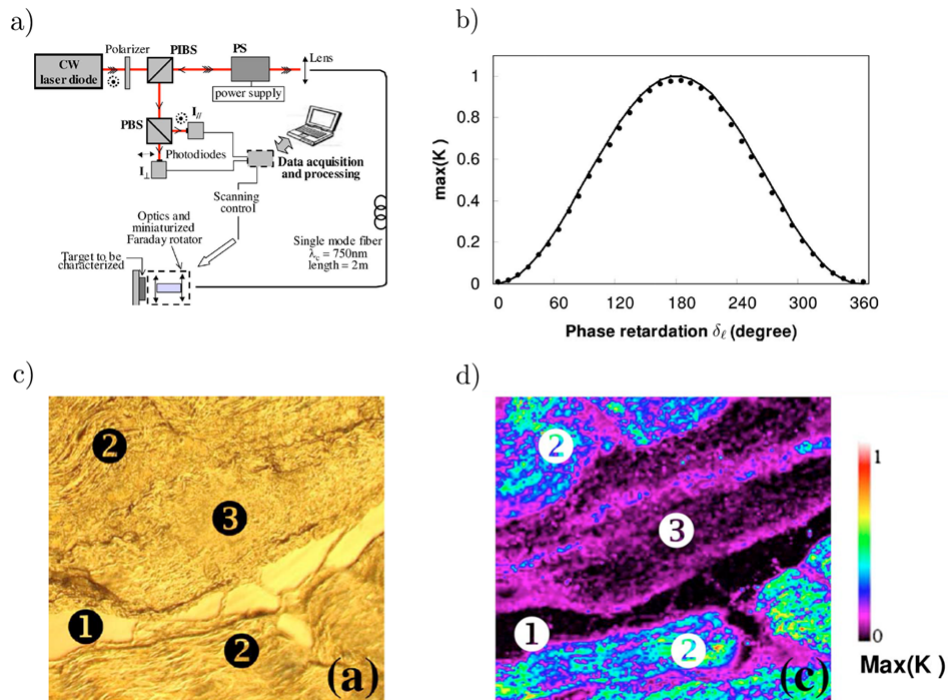 a)
Polarizer
PIBS
PS
Lens
CW
laser diode
power supply
PBS
I//
Photodiodes
I⊥
Data acquisition
and processing
Scanning
control
Optics and
miniaturized
Faraday rotator
Target to be
characterized
Single mode fiber
λc = 750nm
length = 2m
b)
max(K )
1
0.8
0.6
0.4
0.2
0
0
60
120
180
240
300
360
Phase retardation δℓ (degree)
c)
2
3
1
2
(a)
d)
2
3
1
2
(c)
1
0
Max(K )